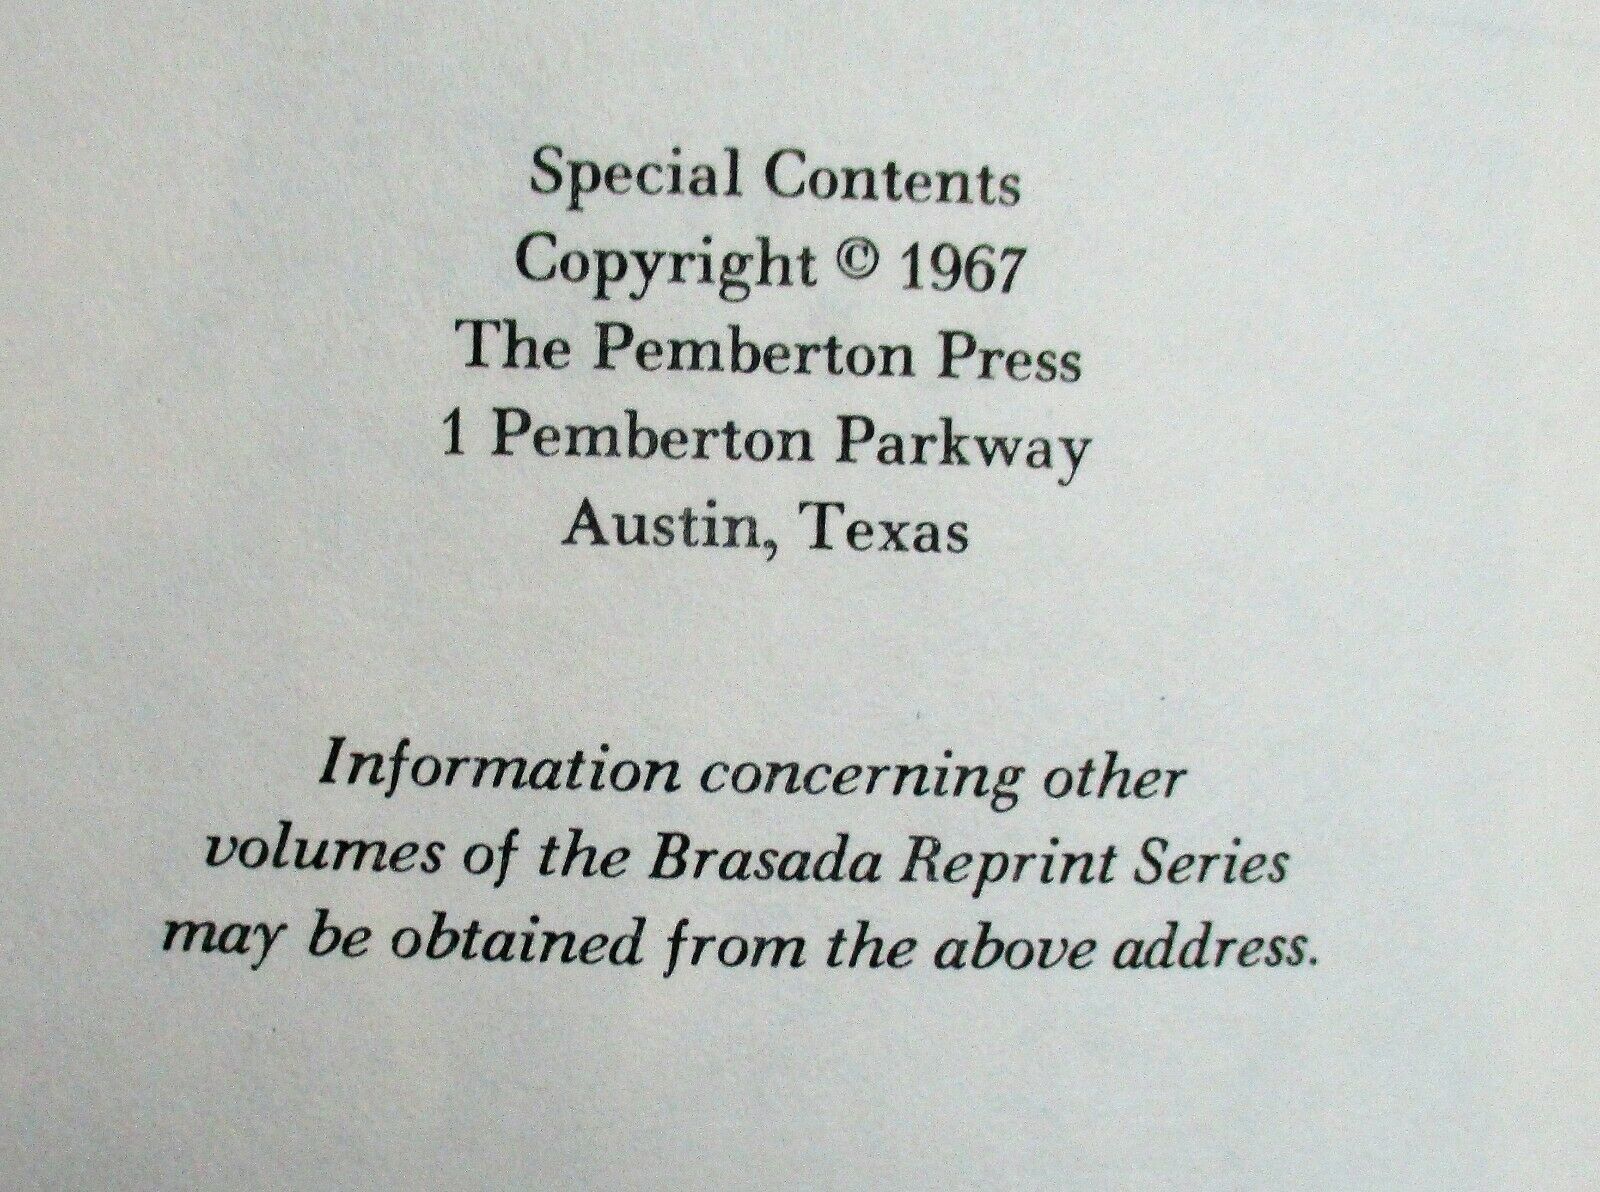 Special Contents
Copyright © 1967
The Pemberton Press
1 Pemberton Parkway
Austin, Texas
Information concerning other
volumes of the Brasada Reprint Series
may be obtained from the above address.